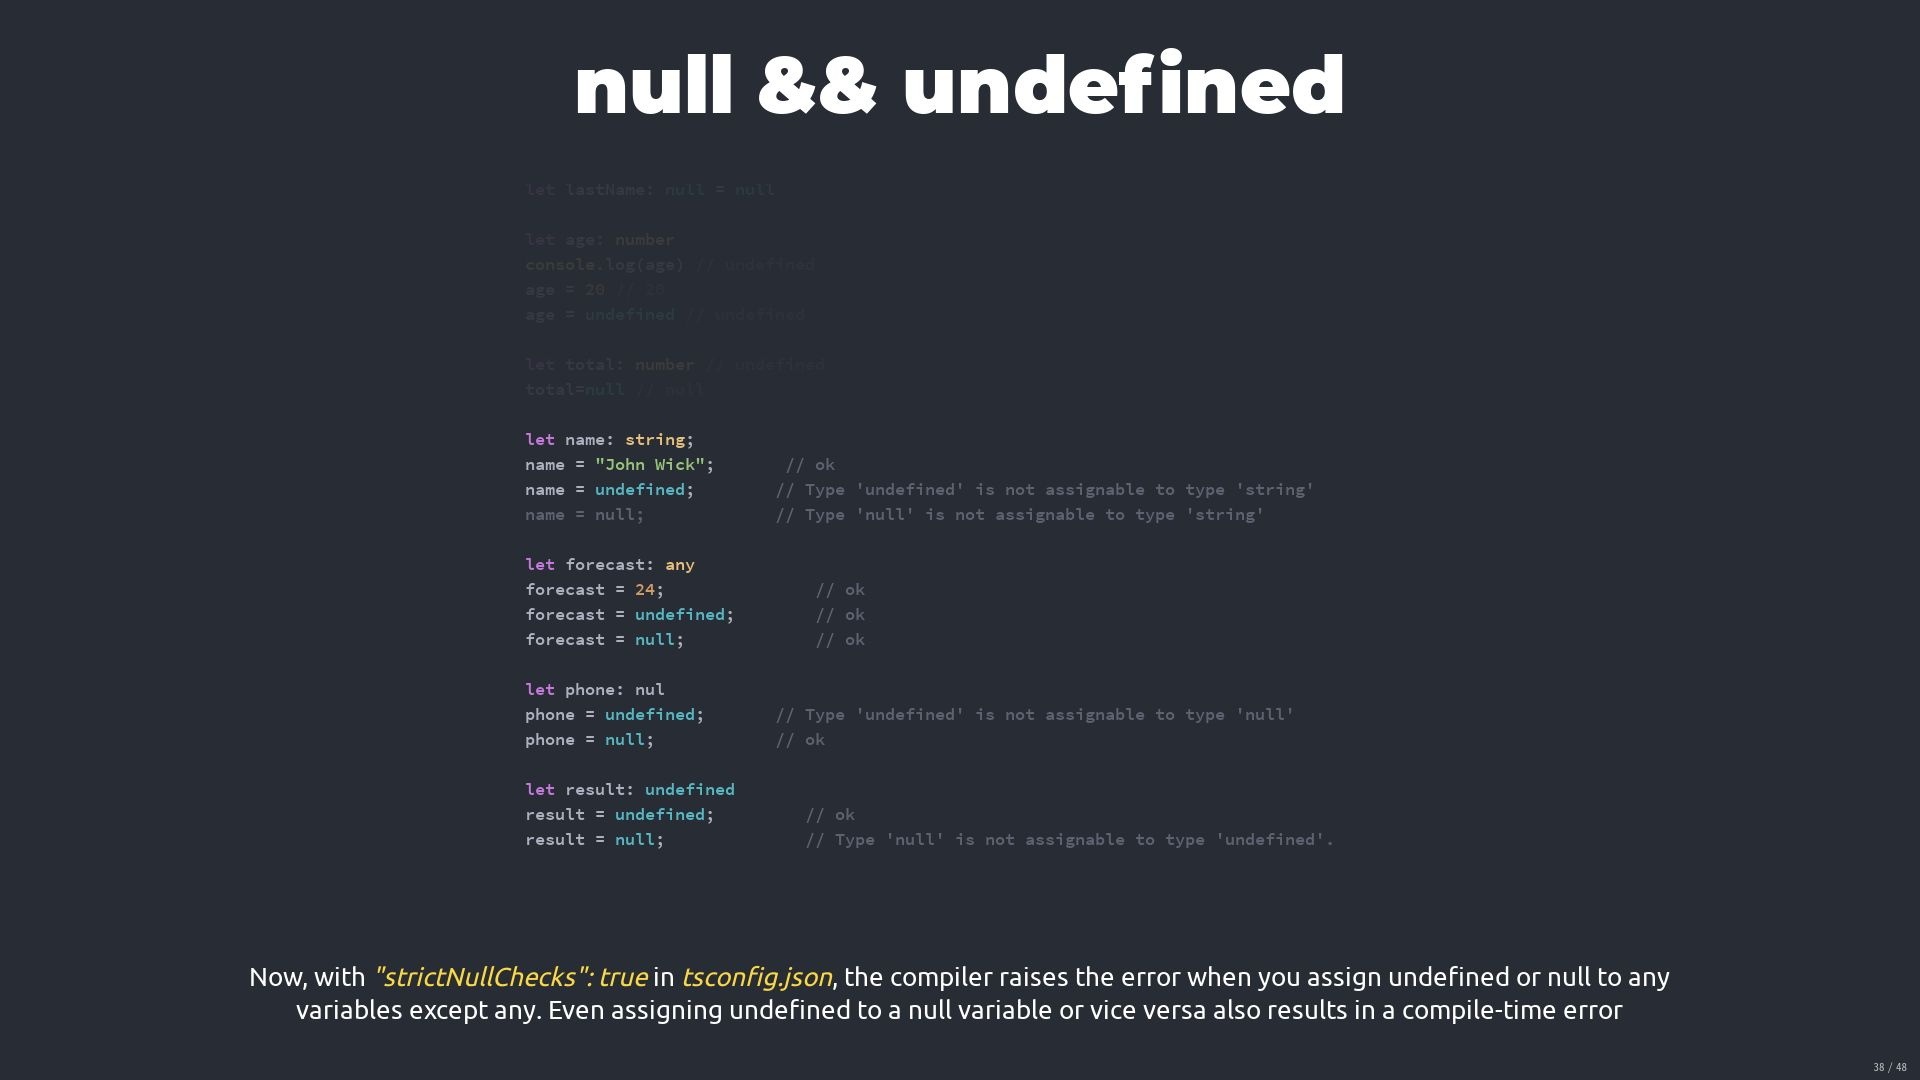 null && undefined
let lastName: null = null
let age: number
console.log(age) // undefined
age = 20 // 20
age = undefined // undefined
let total: number // undefined
total=null // null
let name: string;
name = "John Wick";       // ok
name = undefined;        // Type 'undefined' is not assignable to type 'string'
name = null;             // Type 'null' is not assignable to type 'string'
let forecast: any
forecast = 24;               // ok
forecast = undefined;        // ok
forecast = null;             // ok
let phone: nul
phone = undefined;       // Type 'undefined' is not assignable to type 'null'
phone = null;            // ok
let result: undefined
result = undefined;         // ok
result = null;              // Type 'null' is not assignable to type 'undefined'.
Now, with "strictNullChecks": true in tsconfig.json, the compiler raises the error when you assign undefined or null to any
variables except any. Even assigning undefined to a null variable or vice versa also results in a compile-time error
38 / 48